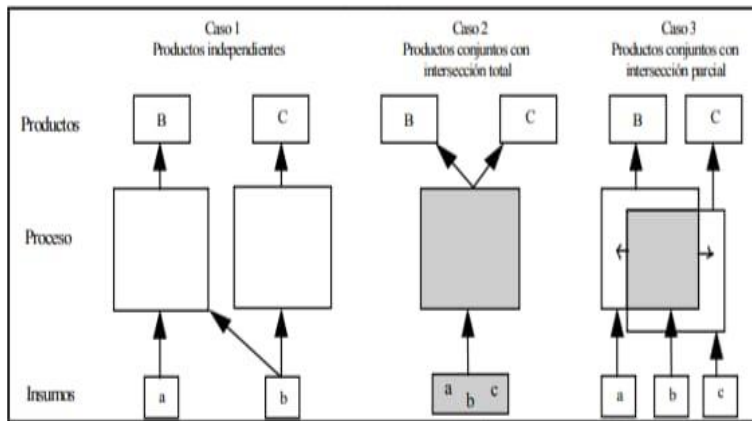 Caso 1
Productos independientes
Caso 2
Productos conjuntos con
intersección total
Caso 3
Productos conjuntos con
intersección parcial
Productos
B
C
B
C
B
C
Proceso
Insumos
a
b
a b c
a
b
c